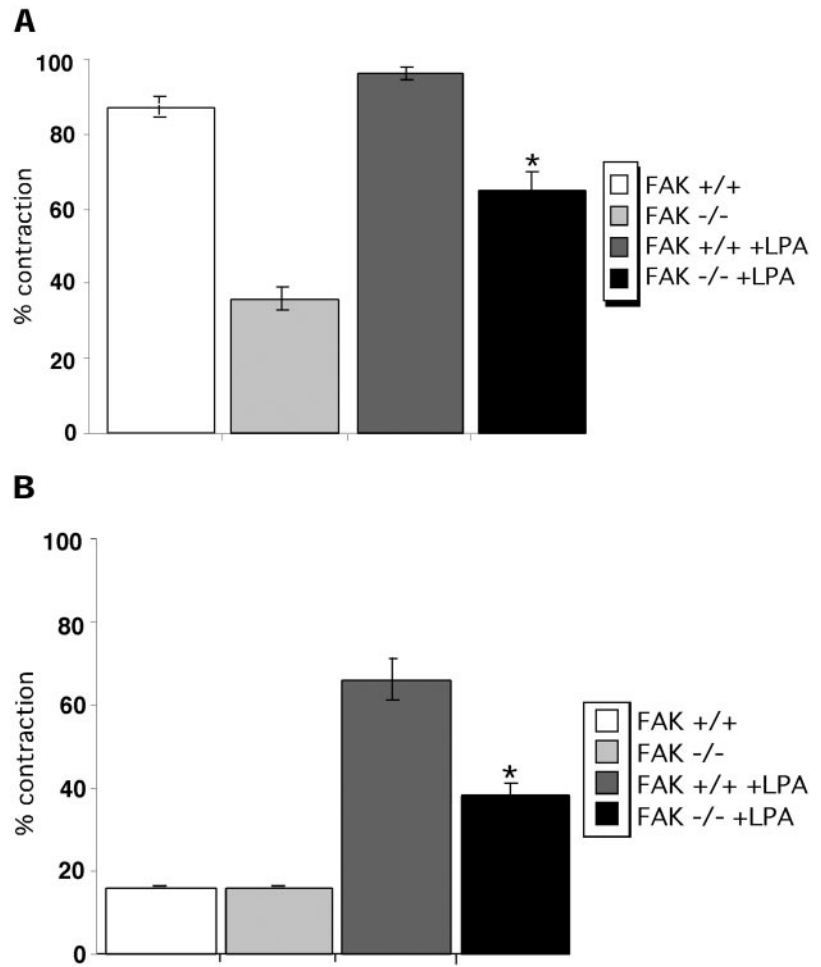 A
100
80
60
40
20
0
% contraction
*
FAK +/+
FAK -/-
FAK +/+ +LPA
FAK -/- +LPA
B
100
80
60
40
20
0
% contraction
*
FAK +/+
FAK -/-
FAK +/+ +LPA
FAK -/- +LPA